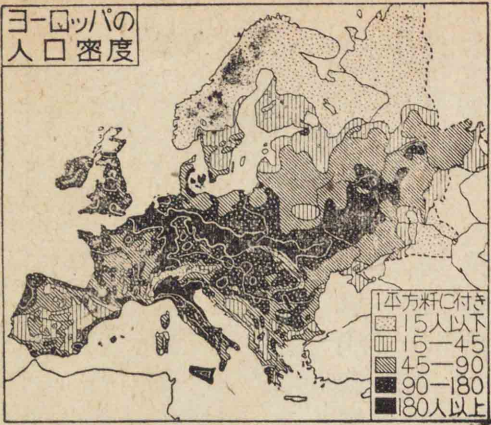 ヨーロッパの
人口密度
1平方粁に付き
15人以下
15—45
45—90
90—180
180人以上